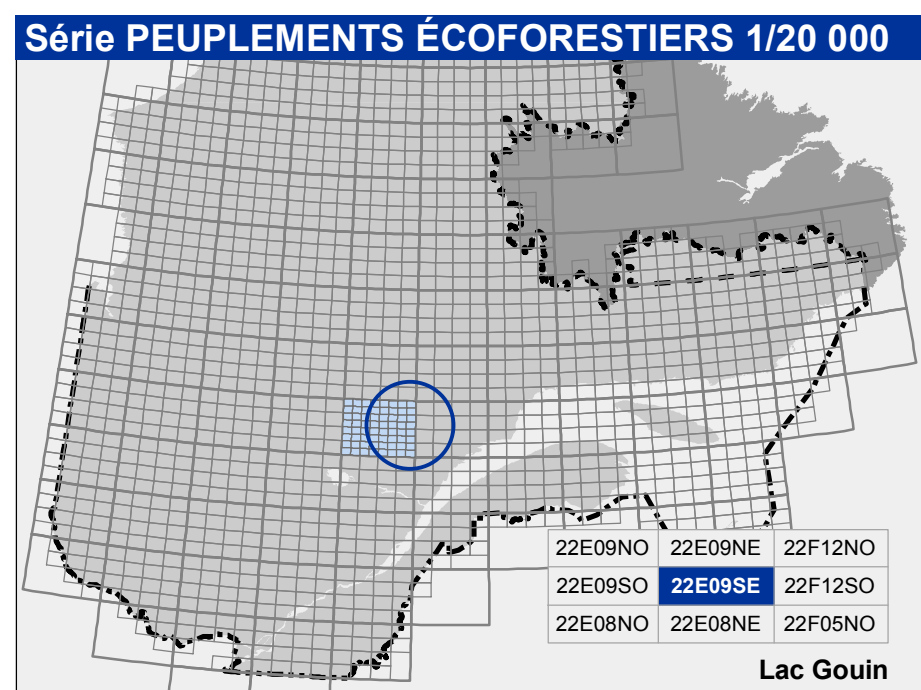 Série PEUPLEMENTS ÉCOFORESTIERS 1/20 000
22E09NO 22E09NE 22F12NO
22E09SO 22E09SE 22F12SO
22E08NO 22E08NE 22F05NO
Lac Gouin